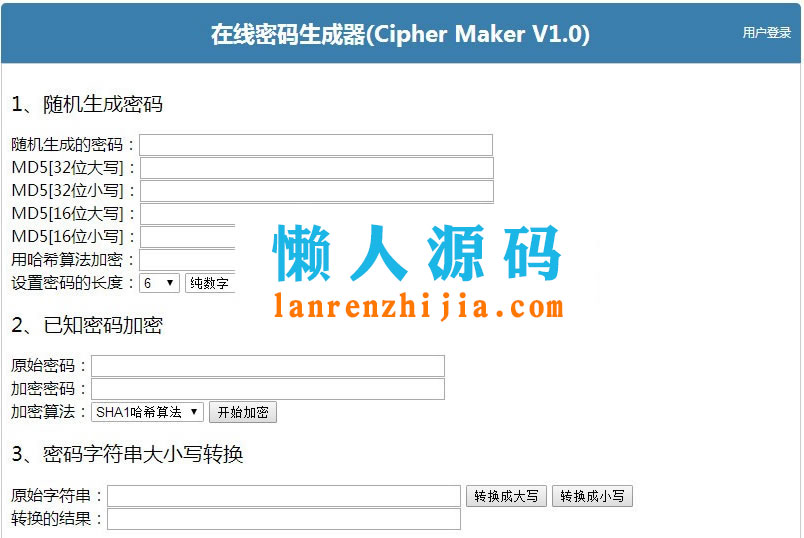 在线密码生成器(Cipher Maker V1.0)
用户登录
1、随机生成密码
随机生成的密码：
MD5[32位大写]：
MD5[32位小写]：
MD5[16位大写]：
MD5[16位小写]：
用哈希算法加密：
设置密码的长度： 6 纯数字
懒人源码
lanrenzhijia.com
2、已知密码加密
原始密码：
加密密码：
加密算法： SHA1哈希算法 开始加密
3、密码字符串大小写转换
原始字符串： 转换成大写 转换成小写
转换的结果：